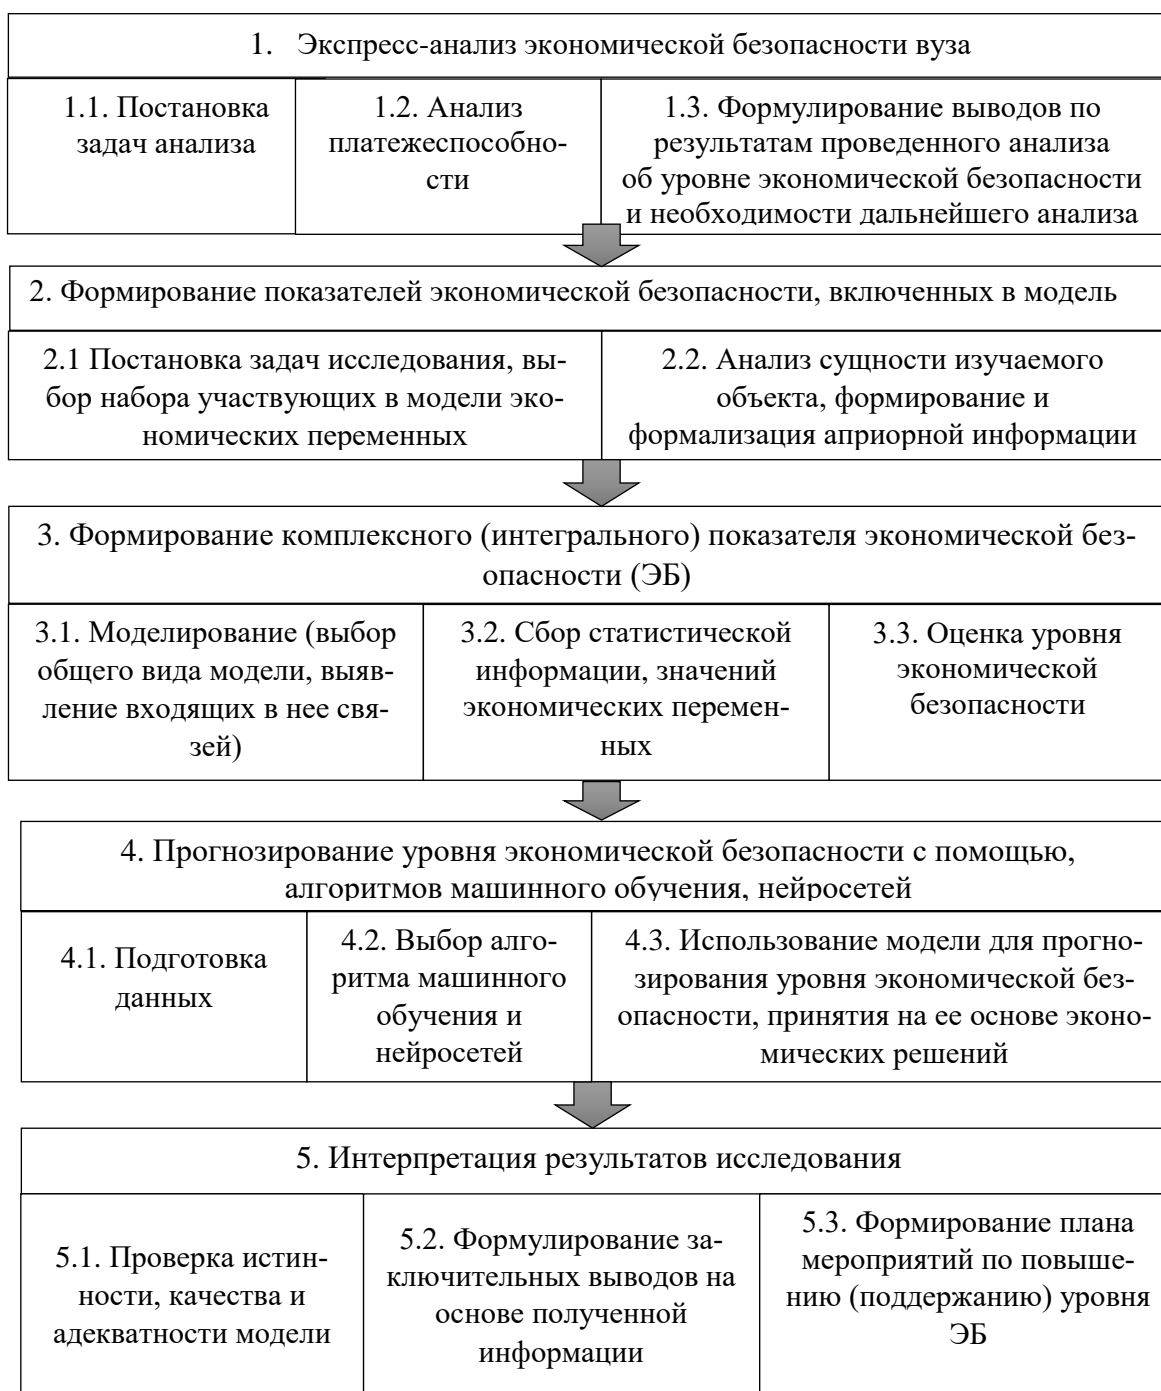 1. Экспресс-анализ экономической безопасности вуза
1.1. Постановка
задач анализа
1.2. Анализ
платежеспособно-
сти
1.3. Формулирование выводов по
результатам проведенного анализа
об уровне экономической безопасности
и необходимости дальнейшего анализа
2. Формирование показателей экономической безопасности, включенных в модель
2.1 Постановка задач исследования, вы-
бор набора участвующих в модели эко-
номических переменных
2.2. Анализ сущности изучаемого
объекта, формирование и
формализация априорной информации
3. Формирование комплексного (интегрального) показателя экономической без-
опасности (ЭБ)
3.1. Моделирование (выбор
общего вида модели, выяв-
ление входящих в нее свя-
зей)
3.2. Сбор статистической
информации, значений
экономических перемен-
ных
3.3. Оценка уровня
экономической
безопасности
4. Прогнозирование уровня экономической безопасности с помощью,
алгоритмов машинного обучения, нейросетей
4.1. Подготовка
данных
4.2. Выбор алго-
ритма машинного
обучения и
нейросетей
4.3. Использование модели для прогно-
зирования уровня экономической без-
опасности, принятия на ее основе эконо-
мических решений
5. Интерпретация результатов исследования
5.1. Проверка истин-
ности, качества и
адекватности модели
5.2. Формулирование за-
ключительных выводов на
основе полученной
информации
5.3. Формирование плана
мероприятий по повыше-
нию (поддержанию) уровня
ЭБ